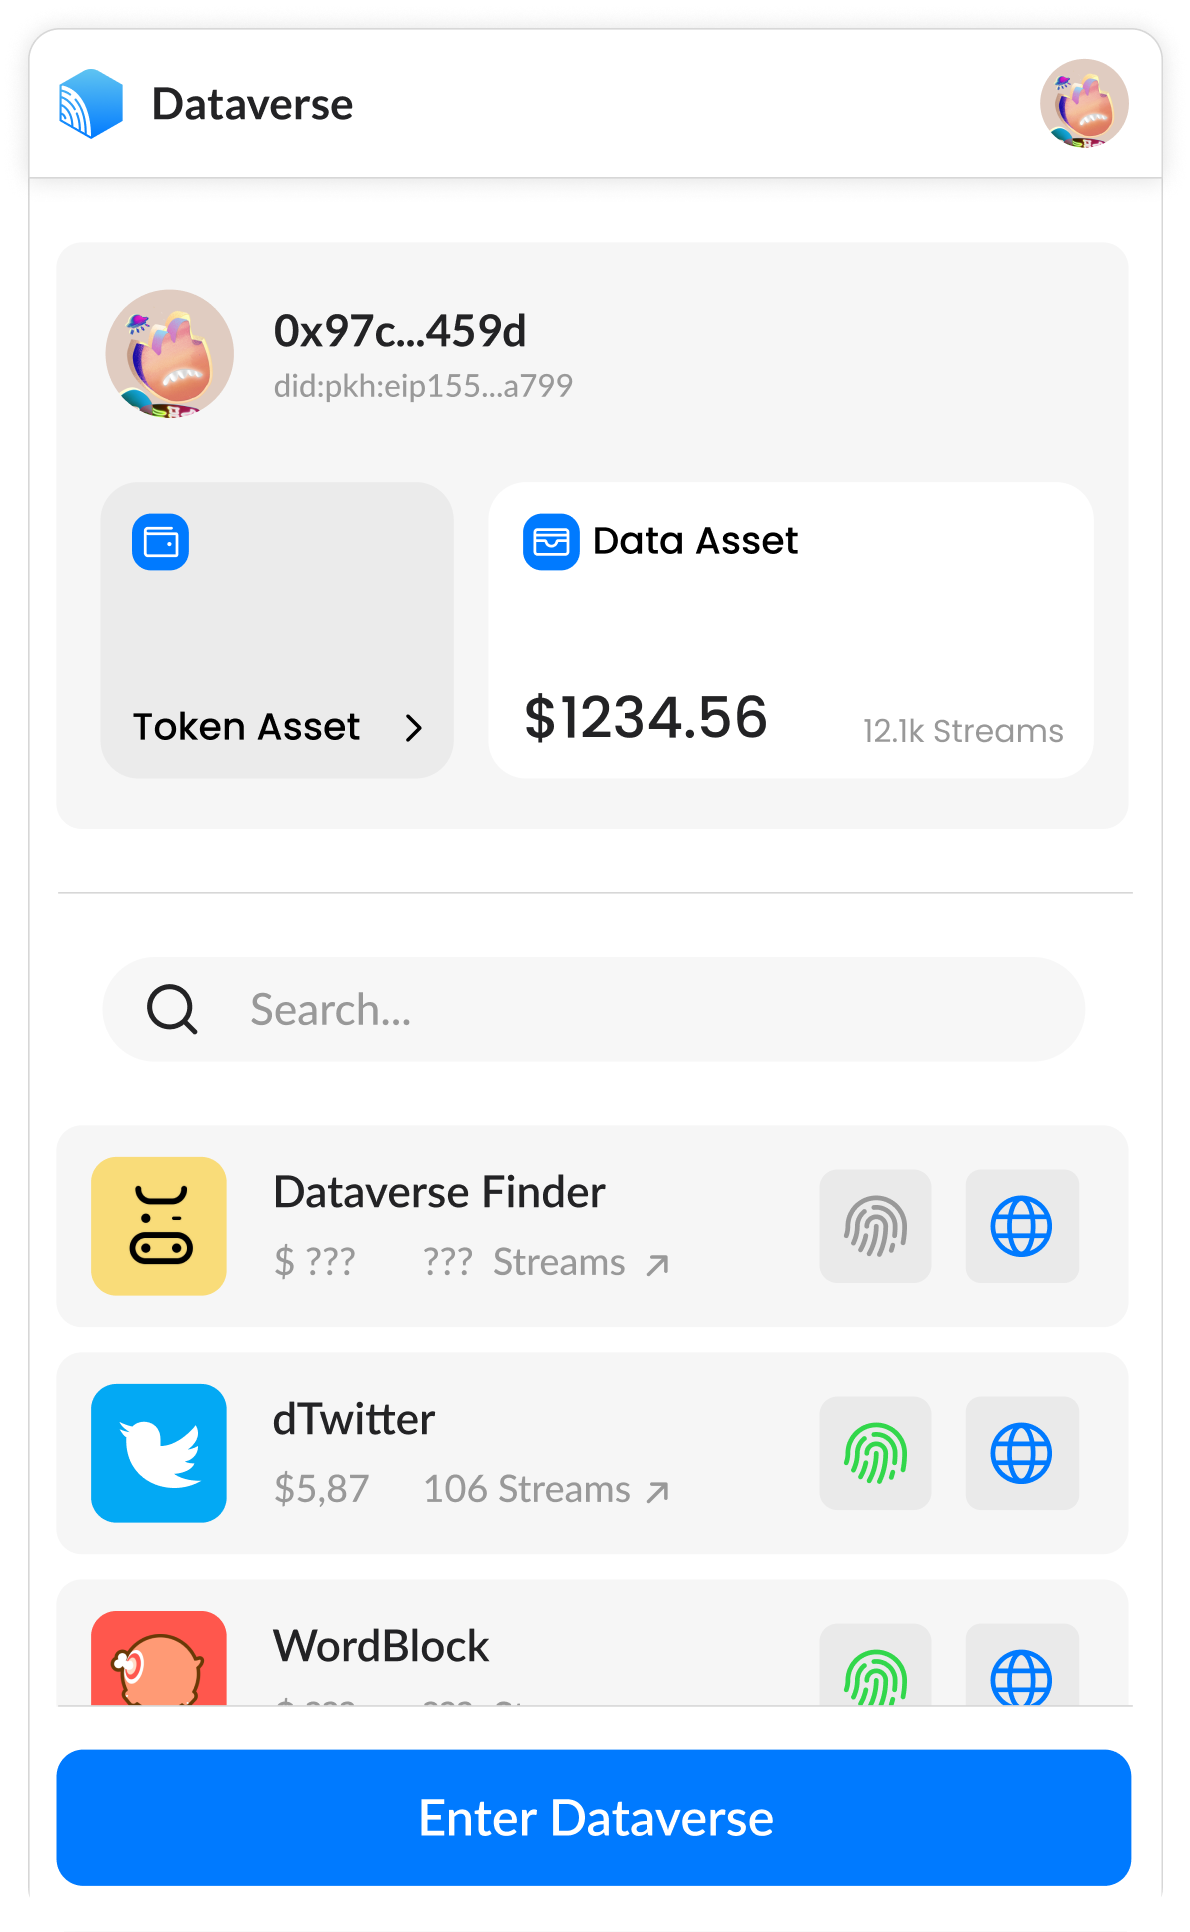 Dataverse
0x97c...459d
did:pkh:eip155...a799
Data Asset
Token Asset
$1234.56
12.1k Streams
Search...
Dataverse Finder
$ ??? ??? Streams
dTwitter
$5,87 106 Streams
WordBlock
Enter Dataverse